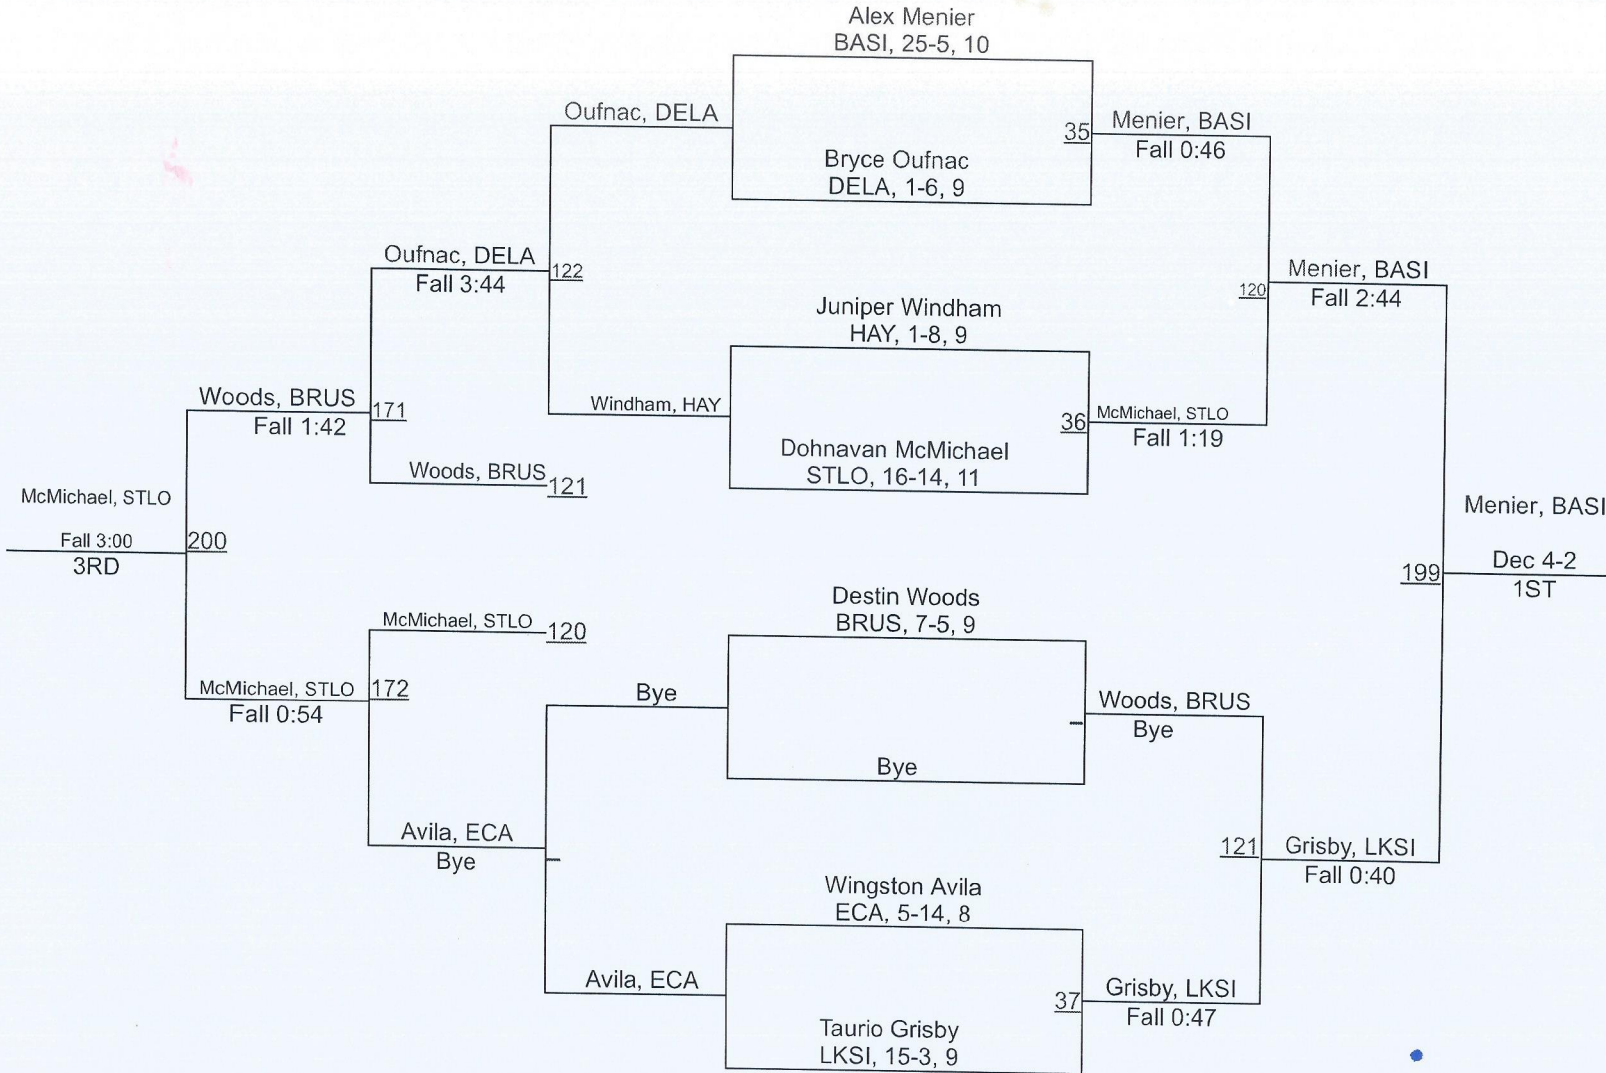 Alex Menier
BASI, 25-5, 10
Oufnac, DELA
35
Menier, BASI
Fall 0:46
Bryce Oufnac
DELA, 1-6, 9
Oufnac, DELA
Fall 3:44
122
120
Menier, BASI
Fall 2:44
Juniper Windham
HAY, 1-8, 9
Woods, BRUS
Fall 1:42
171
Windham, HAY
36
McMichael, STLO
Fall 1:19
Dohnavan McMichael
STLO, 16-14, 11
Woods, BRUS
121
McMichael, STLO
Fall 3:00
3RD
200
Menier, BASI
199
Dec 4-2
1ST
Destin Woods
BRUS, 7-5, 9
McMichael, STLO
120
McMichael, STLO
Fall 0:54
172
Bye
Woods, BRUS
Bye
Bye
Avila, ECA
Bye
121
Grisby, LKSI
Fall 0:40
Wingston Avila
ECA, 5-14, 8
Avila, ECA
37
Grisby, LKSI
Fall 0:47
Taurio Grisby
LKSI, 15-3, 9